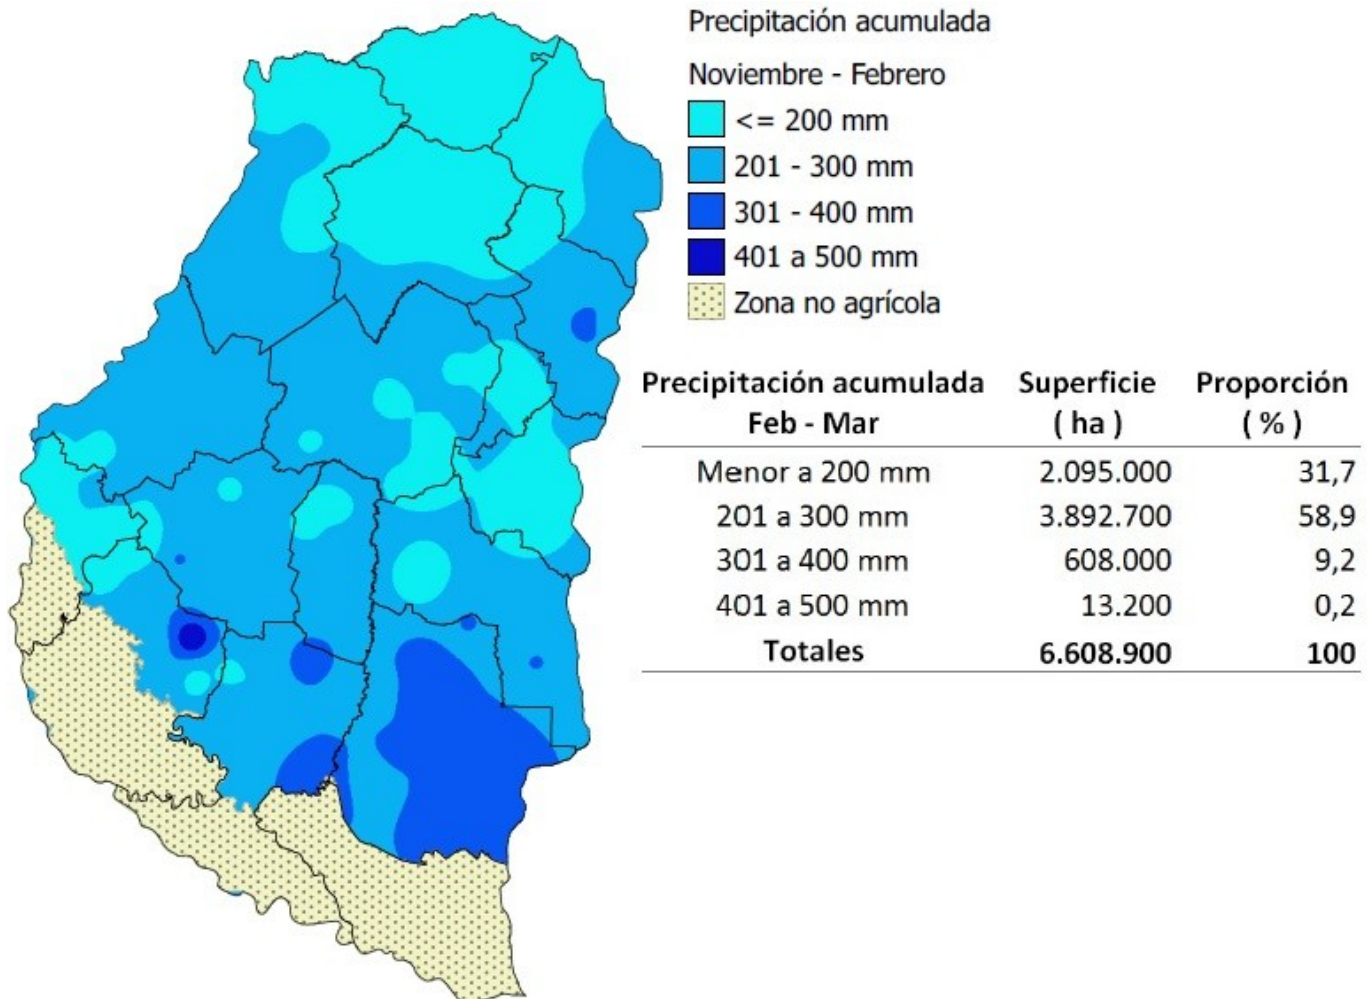 Precipitación acumulada
Noviembre - Febrero
<= 200 mm
201 - 300 mm
301 - 400 mm
401 a 500 mm
Zona no agrícola
Precipitación acumulada Superficie Proporción
Feb - Mar ( ha ) ( % )
Menor a 200 mm 2.095.000 31,7
201 a 300 mm 3.892.700 58,9
301 a 400 mm 608.000 9,2
401 a 500 mm 13.200 0,2
Totales 6.608.900 100